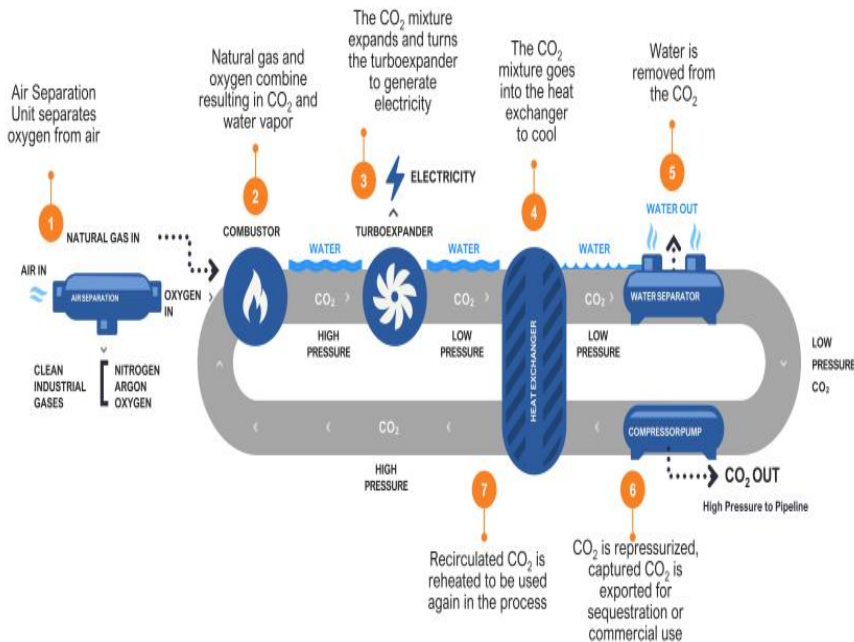 Air Separation
Unit separates
oxygen from air
Natural gas and
oxygen combine
resulting in CO₂ and
water vapor
The CO₂ mixture
expands and turns
the turboexpander
to generate
electricity
The CO₂
mixture goes
into the heat
exchanger
to cool
Water is
removed from
the CO₂
1
2
3
4
5
ELECTRICITY
NATURAL GAS IN
COMBUSTOR
TURBOEXPANDER
WATER OUT
AIR IN
AIR SEPARATION
OXYGEN
IN
WATER
WATER
WATER
CO₂
CO₂
CO₂
WATER SEPARATOR
HIGH
PRESSURE
LOW
PRESSURE
LOW
PRESSURE
HEAT EXCHANGER
LOW
PRESSURE
CO₂
CLEAN
INDUSTRIAL
GASES
NITROGEN
ARGON
OXYGEN
CO₂
COMPRESSOR/PUMP
HIGH
PRESSURE
CO₂ OUT
High Pressure to Pipeline
7
6
Recirculated CO₂ is
reheated to be used
again in the process
CO₂ is repressurized,
captured CO₂ is
exported for
sequestration or
commercial use